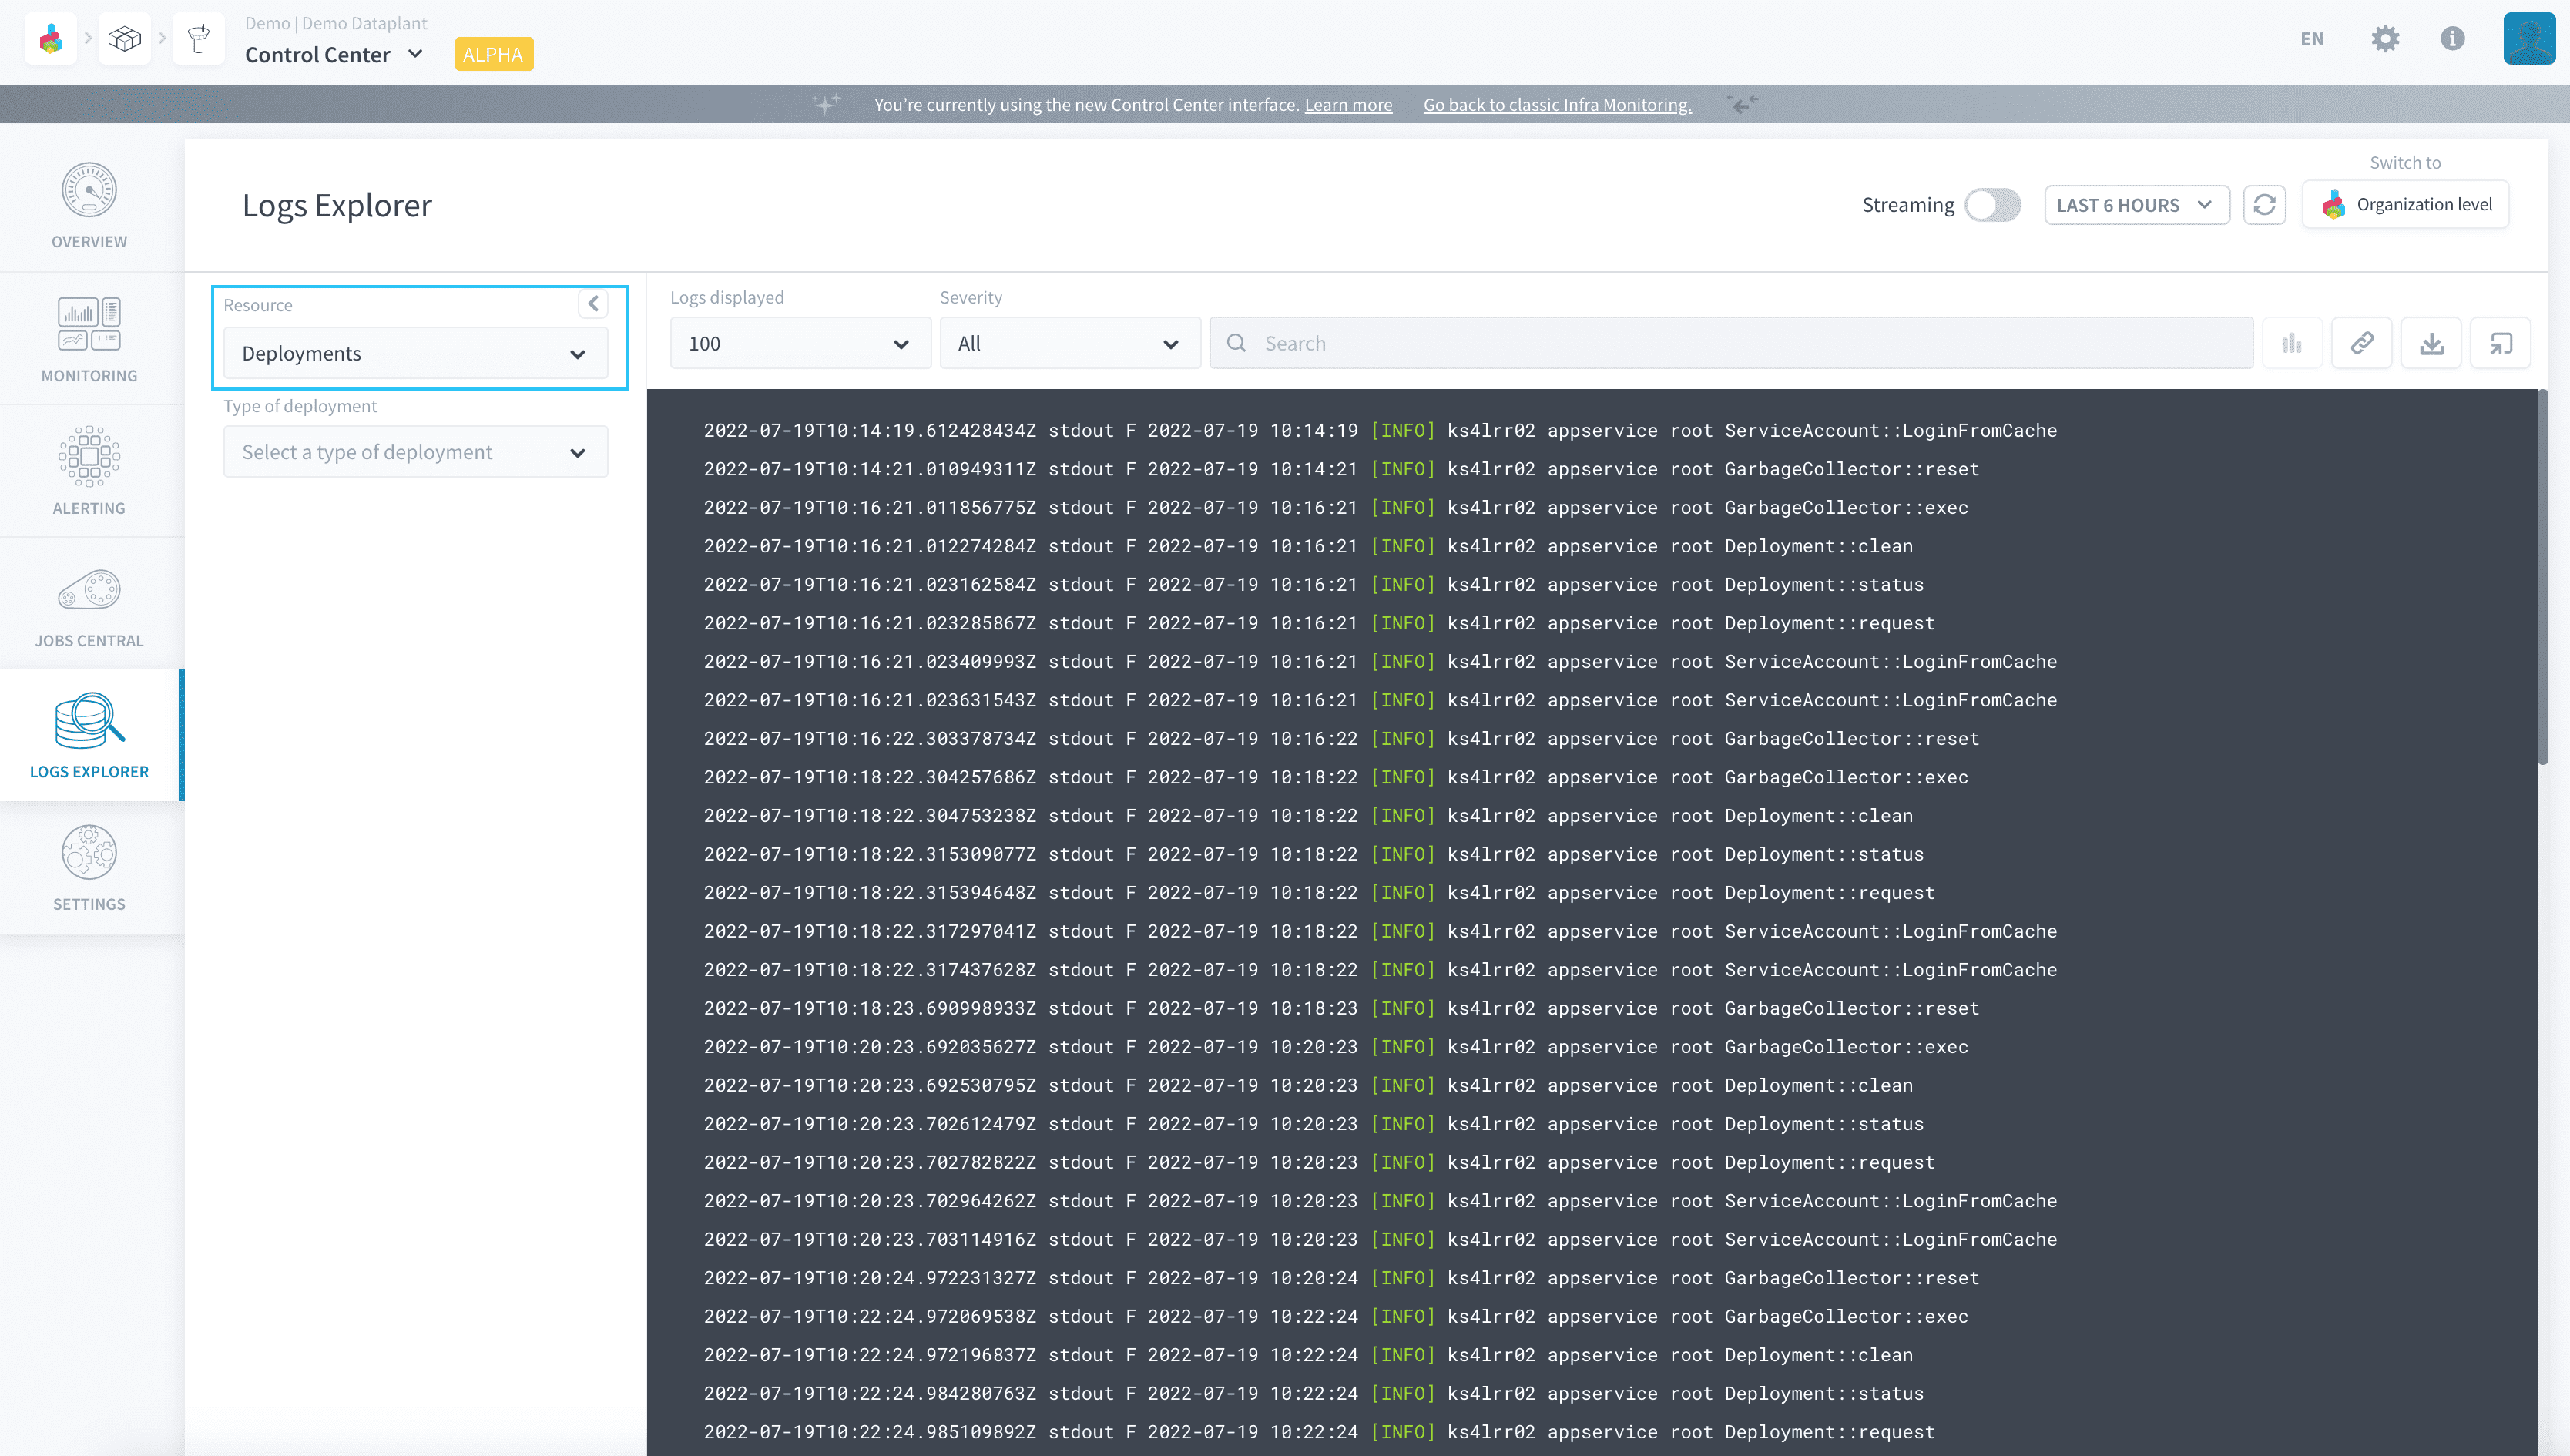 Demo | Demo Dataplant
Control Center
ALPHA
EN
You’re currently using the new Control Center interface. Learn more Go back to classic Infra Monitoring.
OVERVIEW
MONITORING
ALERTING
JOBS CENTRAL
LOGS EXPLORER
SETTINGS
Logs Explorer
Streaming
LAST 6 HOURS
Switch to
Organization level
Resource
Deployments
Type of deployment
Select a type of deployment
Logs displayed
100
Severity
All
Search
2022-07-19T10:14:19.612428434Z stdout F 2022-07-19 10:14:19 [INFO] ks4lrr02 appservice root ServiceAccount::LoginFromCache
2022-07-19T10:14:21.010949311Z stdout F 2022-07-19 10:14:21 [INFO] ks4lrr02 appservice root GarbageCollector::reset
2022-07-19T10:16:21.011856775Z stdout F 2022-07-19 10:16:21 [INFO] ks4lrr02 appservice root GarbageCollector::exec
2022-07-19T10:16:21.012274284Z stdout F 2022-07-19 10:16:21 [INFO] ks4lrr02 appservice root Deployment::clean
2022-07-19T10:16:21.023162584Z stdout F 2022-07-19 10:16:21 [INFO] ks4lrr02 appservice root Deployment::status
2022-07-19T10:16:21.023285867Z stdout F 2022-07-19 10:16:21 [INFO] ks4lrr02 appservice root Deployment::request
2022-07-19T10:16:21.023409993Z stdout F 2022-07-19 10:16:21 [INFO] ks4lrr02 appservice root ServiceAccount::LoginFromCache
2022-07-19T10:16:21.023631543Z stdout F 2022-07-19 10:16:21 [INFO] ks4lrr02 appservice root ServiceAccount::LoginFromCache
2022-07-19T10:16:22.303378734Z stdout F 2022-07-19 10:16:22 [INFO] ks4lrr02 appservice root GarbageCollector::reset
2022-07-19T10:18:22.304257686Z stdout F 2022-07-19 10:18:22 [INFO] ks4lrr02 appservice root GarbageCollector::exec
2022-07-19T10:18:22.304753238Z stdout F 2022-07-19 10:18:22 [INFO] ks4lrr02 appservice root Deployment::clean
2022-07-19T10:18:22.315309077Z stdout F 2022-07-19 10:18:22 [INFO] ks4lrr02 appservice root Deployment::status
2022-07-19T10:18:22.315394648Z stdout F 2022-07-19 10:18:22 [INFO] ks4lrr02 appservice root Deployment::request
2022-07-19T10:18:22.317297041Z stdout F 2022-07-19 10:18:22 [INFO] ks4lrr02 appservice root ServiceAccount::LoginFromCache
2022-07-19T10:18:22.317437628Z stdout F 2022-07-19 10:18:22 [INFO] ks4lrr02 appservice root ServiceAccount::LoginFromCache
2022-07-19T10:18:23.690998933Z stdout F 2022-07-19 10:18:23 [INFO] ks4lrr02 appservice root GarbageCollector::reset
2022-07-19T10:20:23.692035627Z stdout F 2022-07-19 10:20:23 [INFO] ks4lrr02 appservice root GarbageCollector::exec
2022-07-19T10:20:23.692530795Z stdout F 2022-07-19 10:20:23 [INFO] ks4lrr02 appservice root Deployment::clean
2022-07-19T10:20:23.702612479Z stdout F 2022-07-19 10:20:23 [INFO] ks4lrr02 appservice root Deployment::status
2022-07-19T10:20:23.702782822Z stdout F 2022-07-19 10:20:23 [INFO] ks4lrr02 appservice root Deployment::request
2022-07-19T10:20:23.702964262Z stdout F 2022-07-19 10:20:23 [INFO] ks4lrr02 appservice root ServiceAccount::LoginFromCache
2022-07-19T10:20:23.703114916Z stdout F 2022-07-19 10:20:23 [INFO] ks4lrr02 appservice root ServiceAccount::LoginFromCache
2022-07-19T10:20:24.972231327Z stdout F 2022-07-19 10:20:24 [INFO] ks4lrr02 appservice root GarbageCollector::reset
2022-07-19T10:22:24.972069538Z stdout F 2022-07-19 10:22:24 [INFO] ks4lrr02 appservice root GarbageCollector::exec
2022-07-19T10:22:24.972196837Z stdout F 2022-07-19 10:22:24 [INFO] ks4lrr02 appservice root Deployment::clean
2022-07-19T10:22:24.984280763Z stdout F 2022-07-19 10:22:24 [INFO] ks4lrr02 appservice root Deployment::status
2022-07-19T10:22:24.985109892Z stdout F 2022-07-19 10:22:24 [INFO] ks4lrr02 appservice root Deployment::request